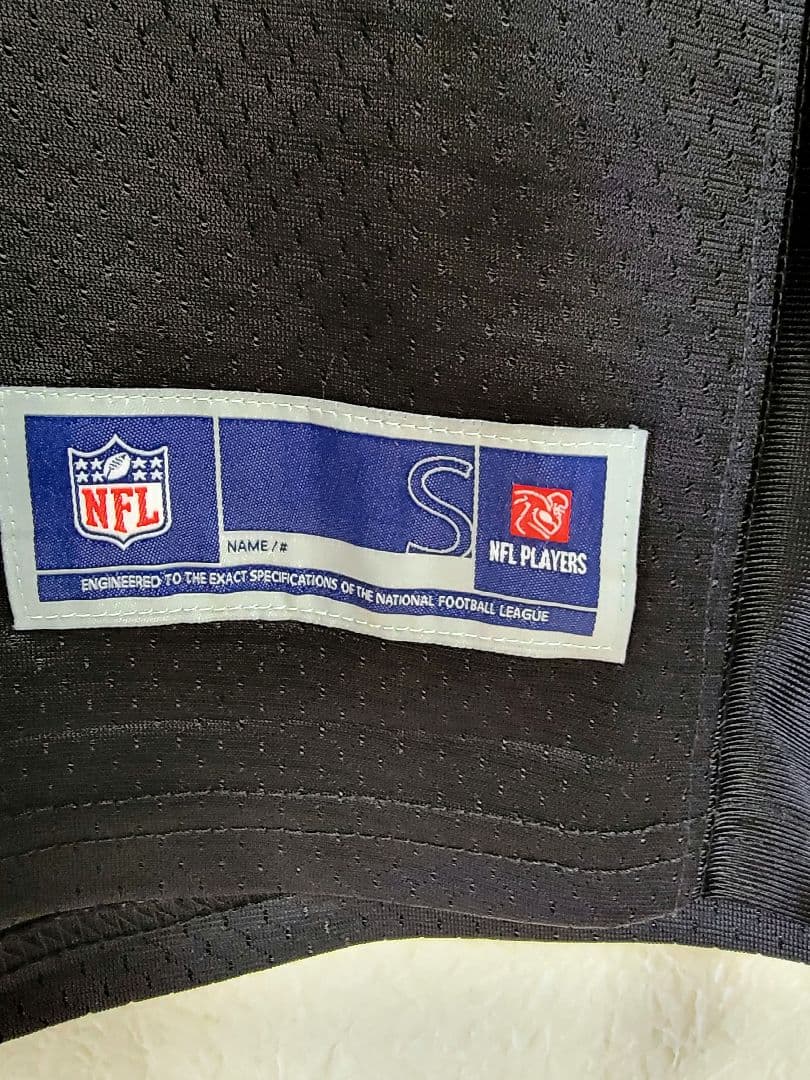 NFL
S
NAME/#
NFL PLAYERS
ENGINEERED TO THE EXACT SPECIFICATIONS OF THE NATIONAL FOOTBALL LEAGUE